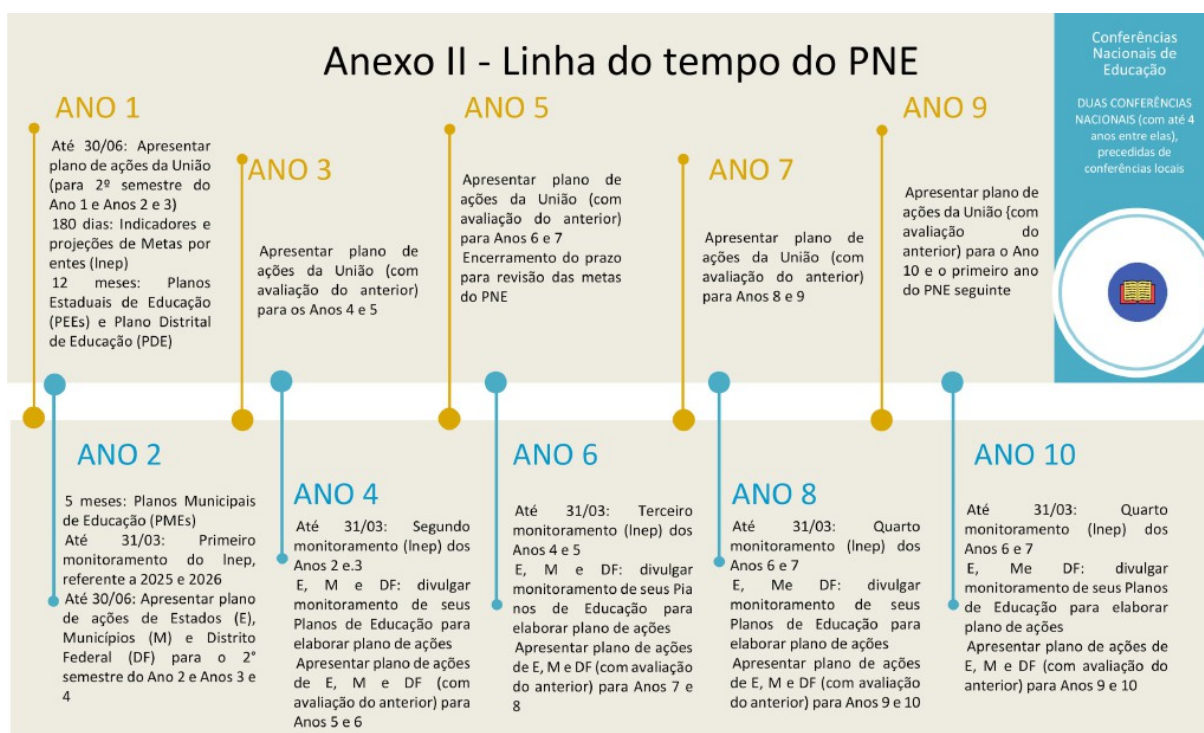 Anexo II - Linha do tempo do PNE
ANO 1
Até 30/06: Apresentar
plano de ações da União
(para 2º semestre do
Ano 1 e Anos 2 e 3)
180 dias: Indicadores e
projeções de Metas por
entes (Inep)
12 meses: Planos
Estaduais de Educação
(PEEs) e Plano Distrital
de Educação (PDE)
ANO 3
Apresentar plano de
ações da União (com
avaliação do anterior)
para os Anos 4 e 5
ANO 5
Apresentar plano de
ações da União (com
avaliação do anterior)
para Anos 6 e 7
Encerramento do prazo
para revisão das metas
do PNE
ANO 7
Apresentar plano de
ações da União (com
avaliação do anterior)
para Anos 8 e 9
ANO 9
Apresentar plano de
ações da União {com
avaliação do
anterior) para o Ano
10 e o primeiro ano
do PNE seguinte
Conferências
Nacionais de
Educação
DUAS CONFERÊNCIAS
NACIONAIS (com até 4
anos entre elas),
precedidas de
conferências locais
ANO 2
5 meses: Planos Municipais
de Educação (PMEs)
Até 31/03: Primeiro
monitoramento do Inep,
referente a 2025 e 2026
Até 30/06: Apresentar plano
de ações de Estados (E),
Municípios (M) e Distrito
Federal (DF) para o 2°
semestre do Ano 2 e Anos 3 e
4
ANO 4
Até 31/03: Segundo
monitoramento (Inep) dos
Anos 2 e.3
E, M e DF: divulgar
monitoramento de seus
Planos de Educação para
elaborar plano de ações
Apresentar plano de ações
de E, M e DF (com
avaliação do anterior) para
Anos 5 e 6
ANO 6
Até 31/03: Terceiro
monitoramento (Inep) dos
Anos 4 e 5
E, M e DF: divulgar
monitoramento de seus Pia
nos de Educação para
elaborar plano de ações
Apresentar plano de ações
de E, M e DF (com avaliação
do anterior) para Anos 7 e
8
ANO 8
Até 31/03: Quarto
monitoramento (Inep) dos
Anos 6 e 7
E, Me DF: divulgar
monitoramento de seus
Planos de Educação para
elaborar plano de ações
Apresentar plano de ações
de E, M e DF (com avaliação
do anterior) para Anos 9 e 10
ANO 10
Até 31/03: Quarto
monitoramento (Inep) dos
Anos 6 e 7
E, Me DF: divulgar
monitoramento de seus Planos
de Educação para elaborar
plano de ações
Apresentar plano de ações de
E, M e DF (com avaliação do
anterior) para Anos 9 e 10